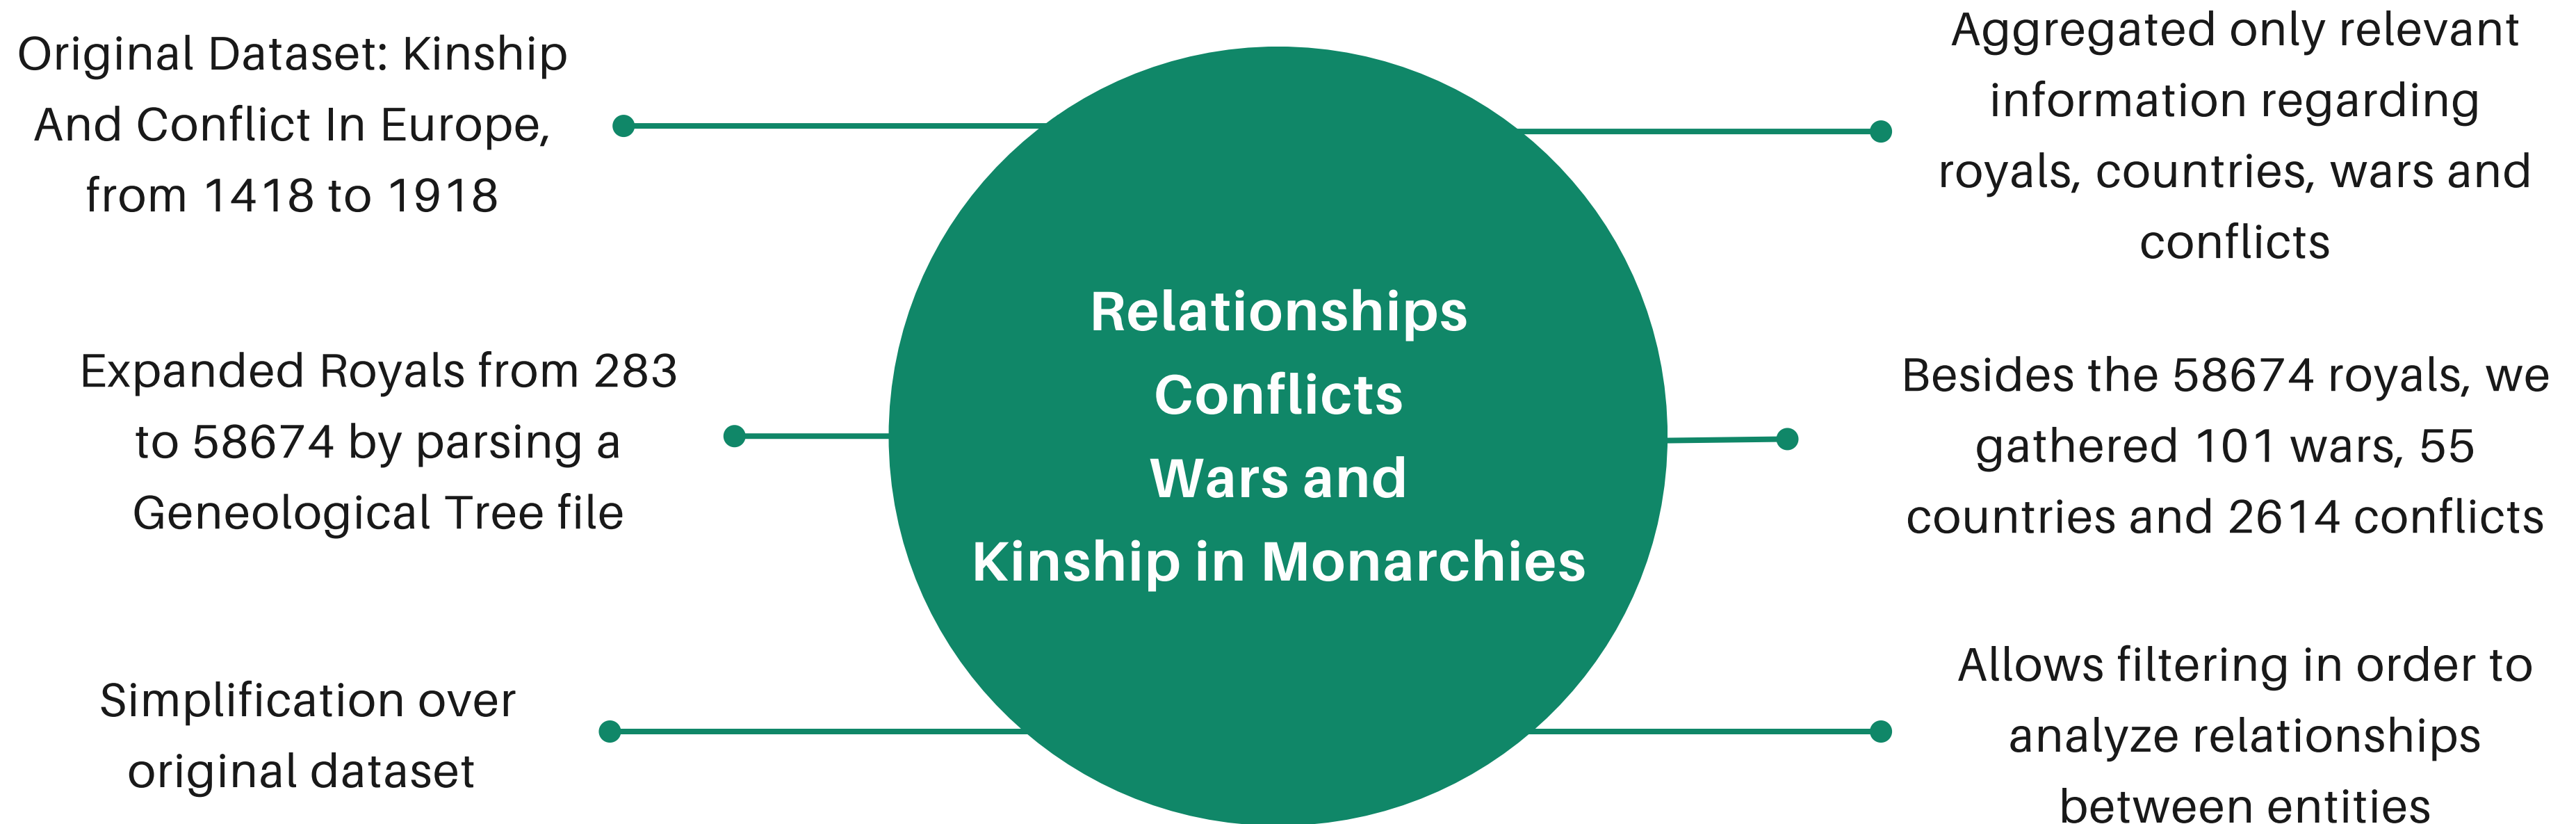 Original Dataset: Kinship
And Conflict In Europe,
from 1418 to 1918
Expanded Royals from 283
to 58674 by parsing a
Geneological Tree file
Simplification over
original dataset
Relationships
Conflicts
Wars and
Kinship in Monarchies
Aggregated only relevant
information regarding
royals, countries, wars and
conflicts
Besides the 58674 royals, we
gathered 101 wars, 55
countries and 2614 conflicts
Allows filtering in order to
analyze relationships
between entities